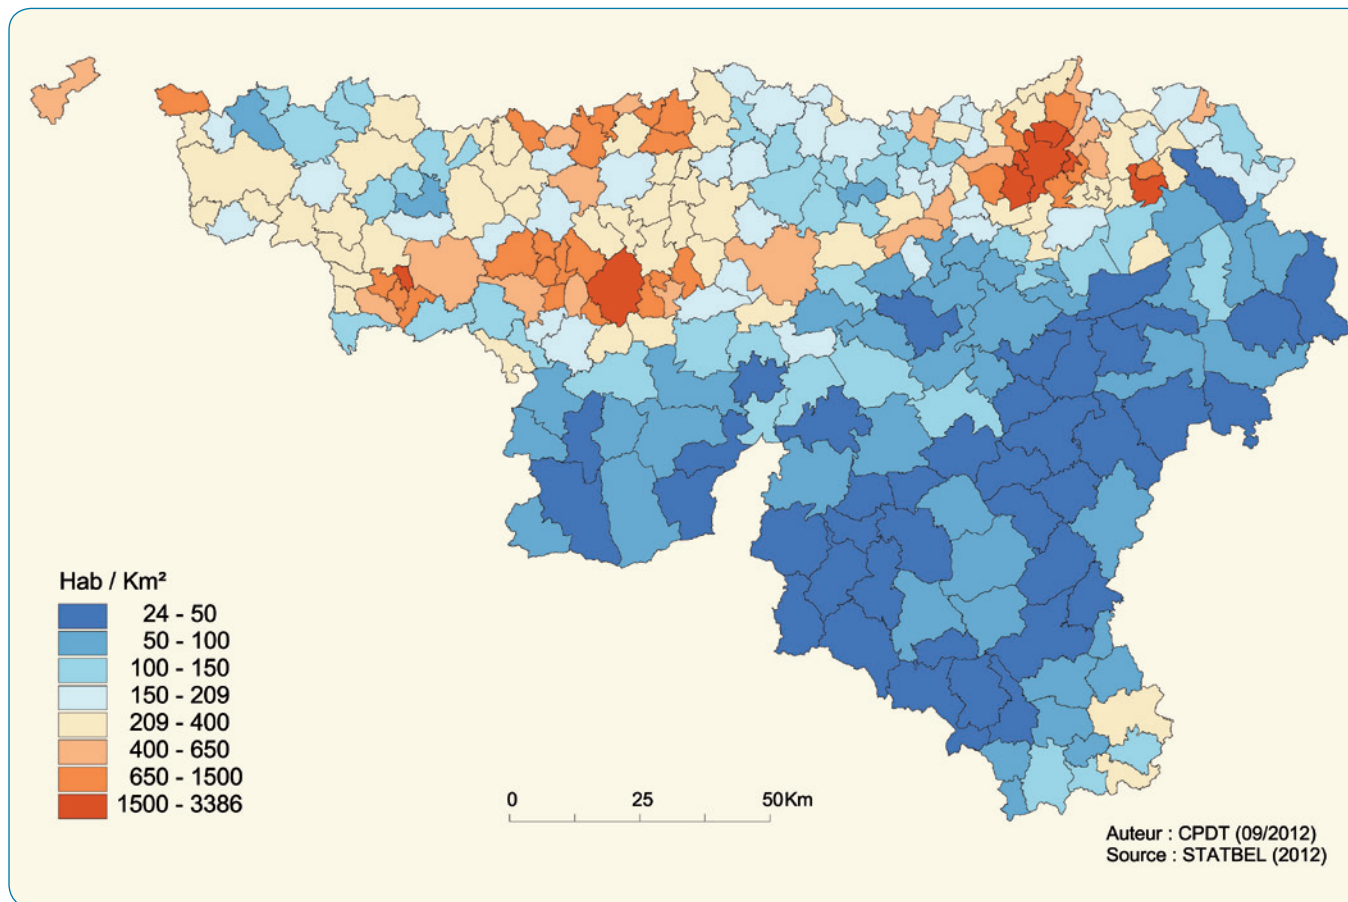 Hab / Km²
24 - 50
50 - 100
100 - 150
150 - 209
209 - 400
400 - 650
650 - 1500
1500 - 3386
0 25 50Km
Auteur : CPDT (09/2012)
Source : STATBEL (2012)